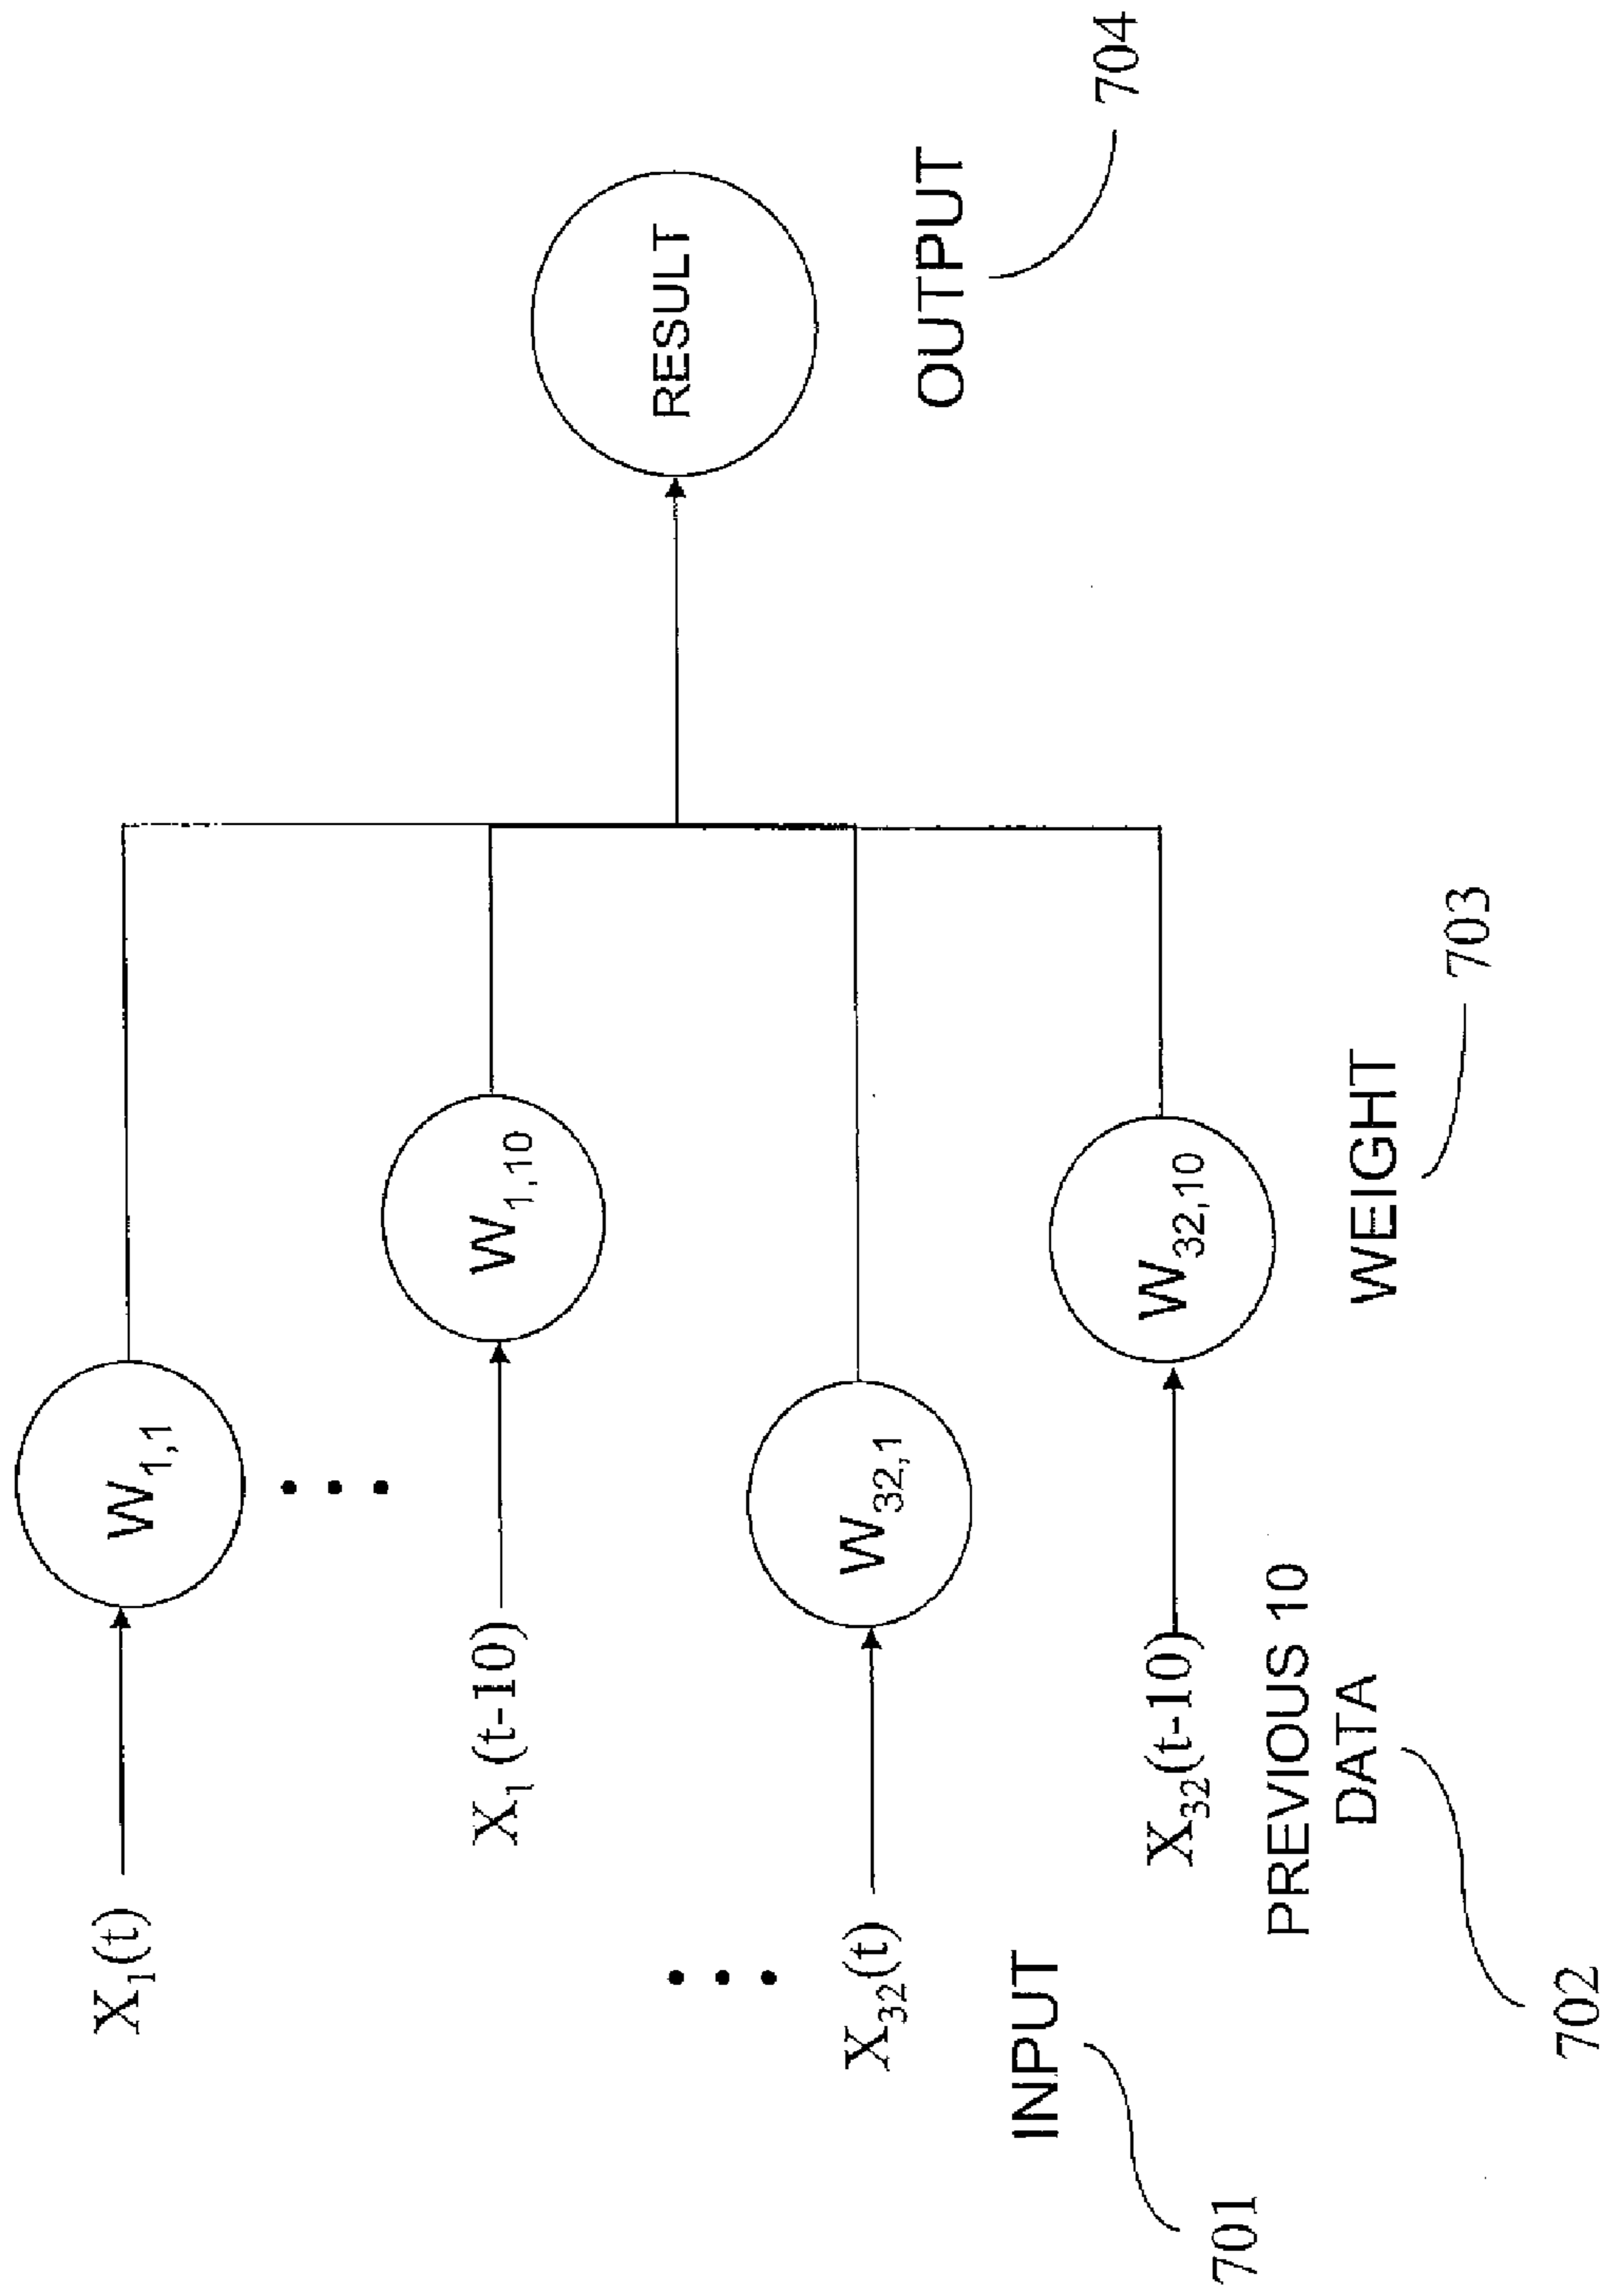 X1(t)
W1,1
X1(t-10)
W1,10
RESULT
X32(t)
W32,1
X32(t-10)
W32,10
INPUT
PREVIOUS 10
DATA
WEIGHT
OUTPUT
701
702
703
704